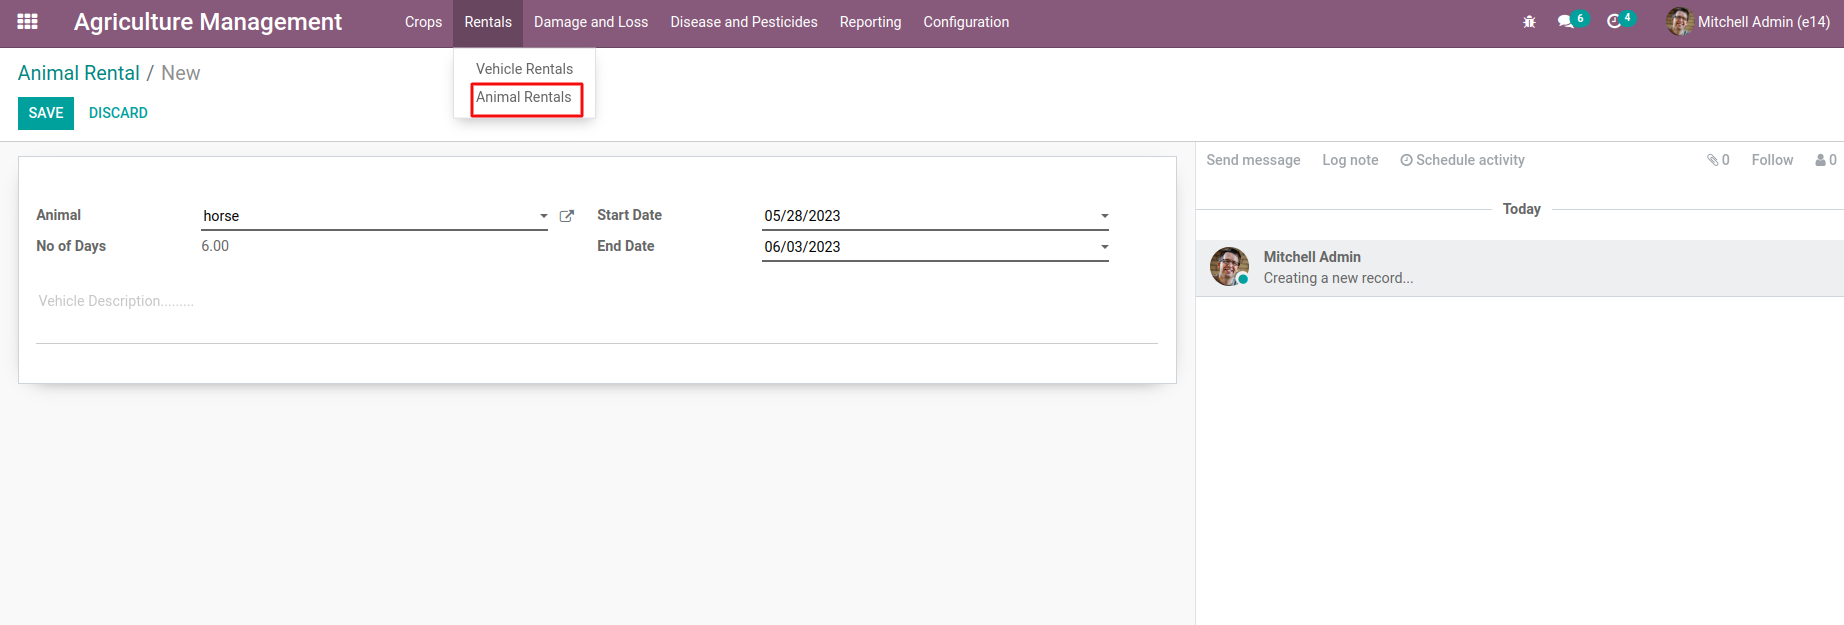 Agriculture Management Crops Rentals Damage and Loss Disease and Pesticides Reporting Configuration 6 4 Mitchell Admin (e14)
Vehicle Rentals
Animal Rentals
Animal Rental / New
SAVE DISCARD
Animal horse Start Date 05/28/2023
No of Days 6.00 End Date 06/03/2023
Vehicle Description.........
Send message Log note Schedule activity 0 Follow 0
Today
Mitchell Admin
Creating a new record...